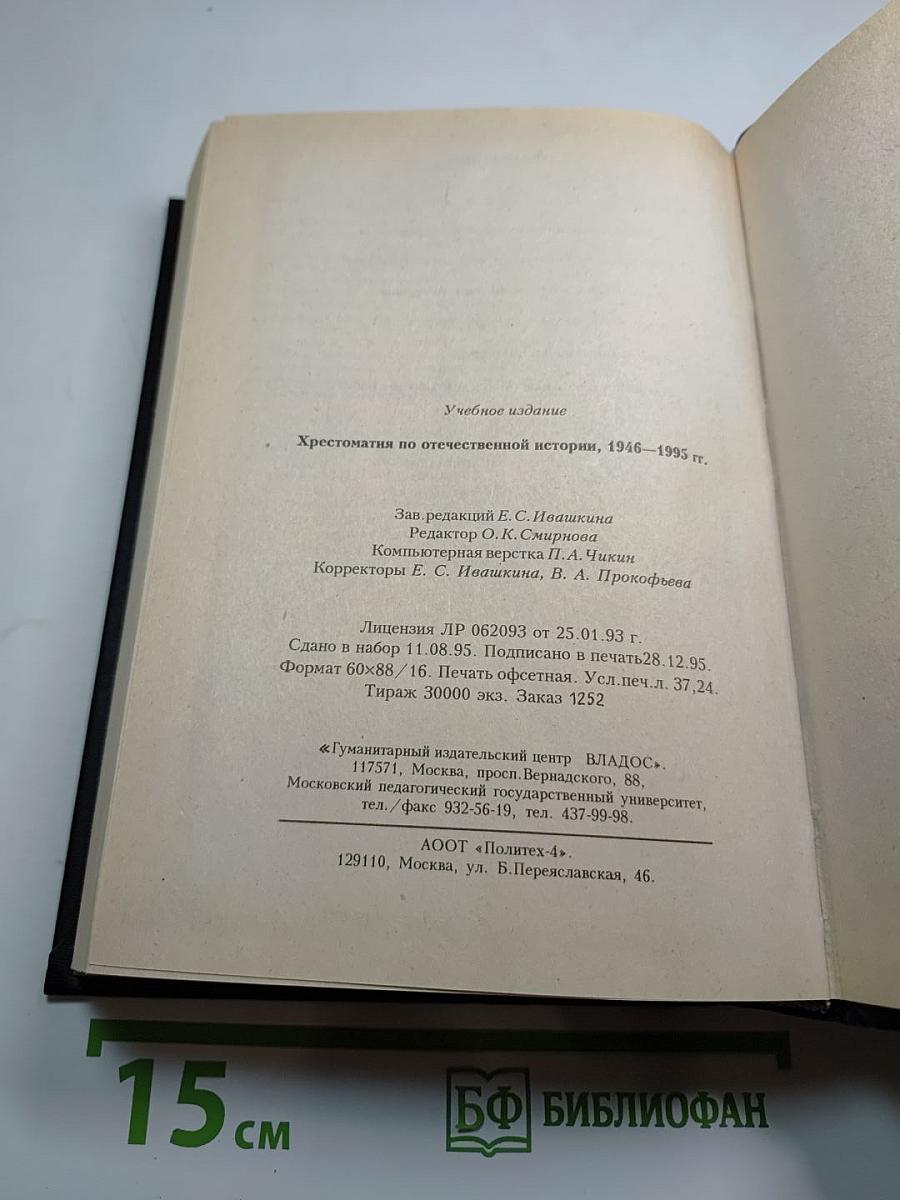 Учебное издание
Хрестоматия по отечественной истории, 1946—1995 гг.
Зав.редакций Е.С.Ивашкина
Редактор О.К.Смирнова
Компьютерная верстка П.А.Чикин
Корректоры Е. С. Ивашкина, В. А. Прокофьева
Лицензия ЛР 062093 от 25.01.93 г.
Сдано в набор 11.08.95. Подписано в печать28.12.95.
Формат 60×88/16. Печать офсетная. Усл.печ.л. 37,24.
Тираж 30000 экз. Заказ 1252
«Гуманитарный издательский центр ВЛАДОС».
117571, Москва, просп.Вернадского, 88,
Московский педагогический государственный университет,
тел./факс 932-56-19, тел. 437-99-98.
АООТ «Политех-4».
129110, Москва, ул. Б.Переяславская, 46.
15 см
БФ БИБЛИОФАН